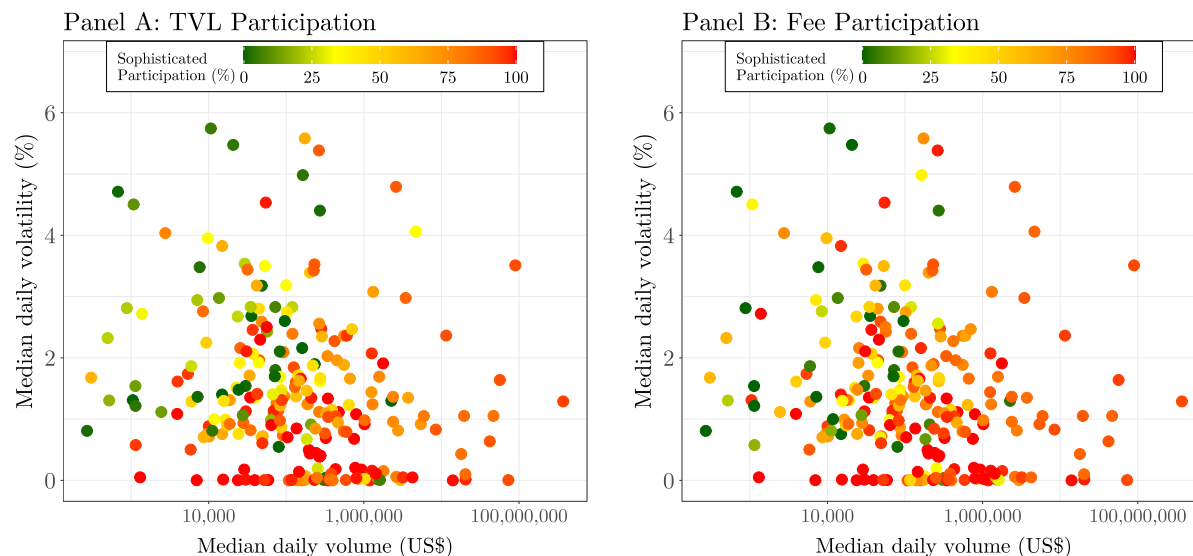 Panel A: TVL Participation
Sophisticated
Participation (%)
0 25 50 75 100
Median daily volatility (%)
6
4
2
0
10,000 1,000,000 100,000,000
Median daily volume (US$)
Panel B: Fee Participation
Sophisticated
Participation (%)
0 25 50 75 100
Median daily volatility (%)
6
4
2
0
10,000 1,000,000 100,000,000
Median daily volume (US$)